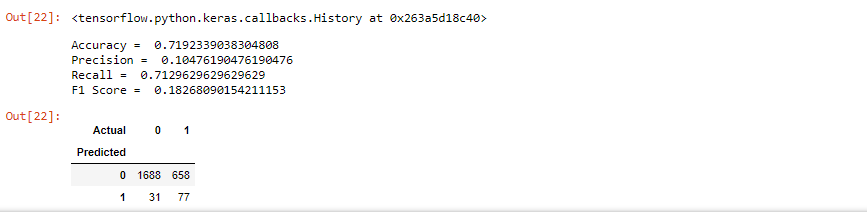 Out[22]: <tensorflow.python.keras.callbacks.History at 0x263a5d18c40>
Accuracy =  0.7192339038304808
Precision =  0.10476190476190476
Recall =  0.7129629629629629
F1 Score =  0.18268090154211153
Out[22]:
Actual 0 1
Predicted
0 1688 658
1 31 77